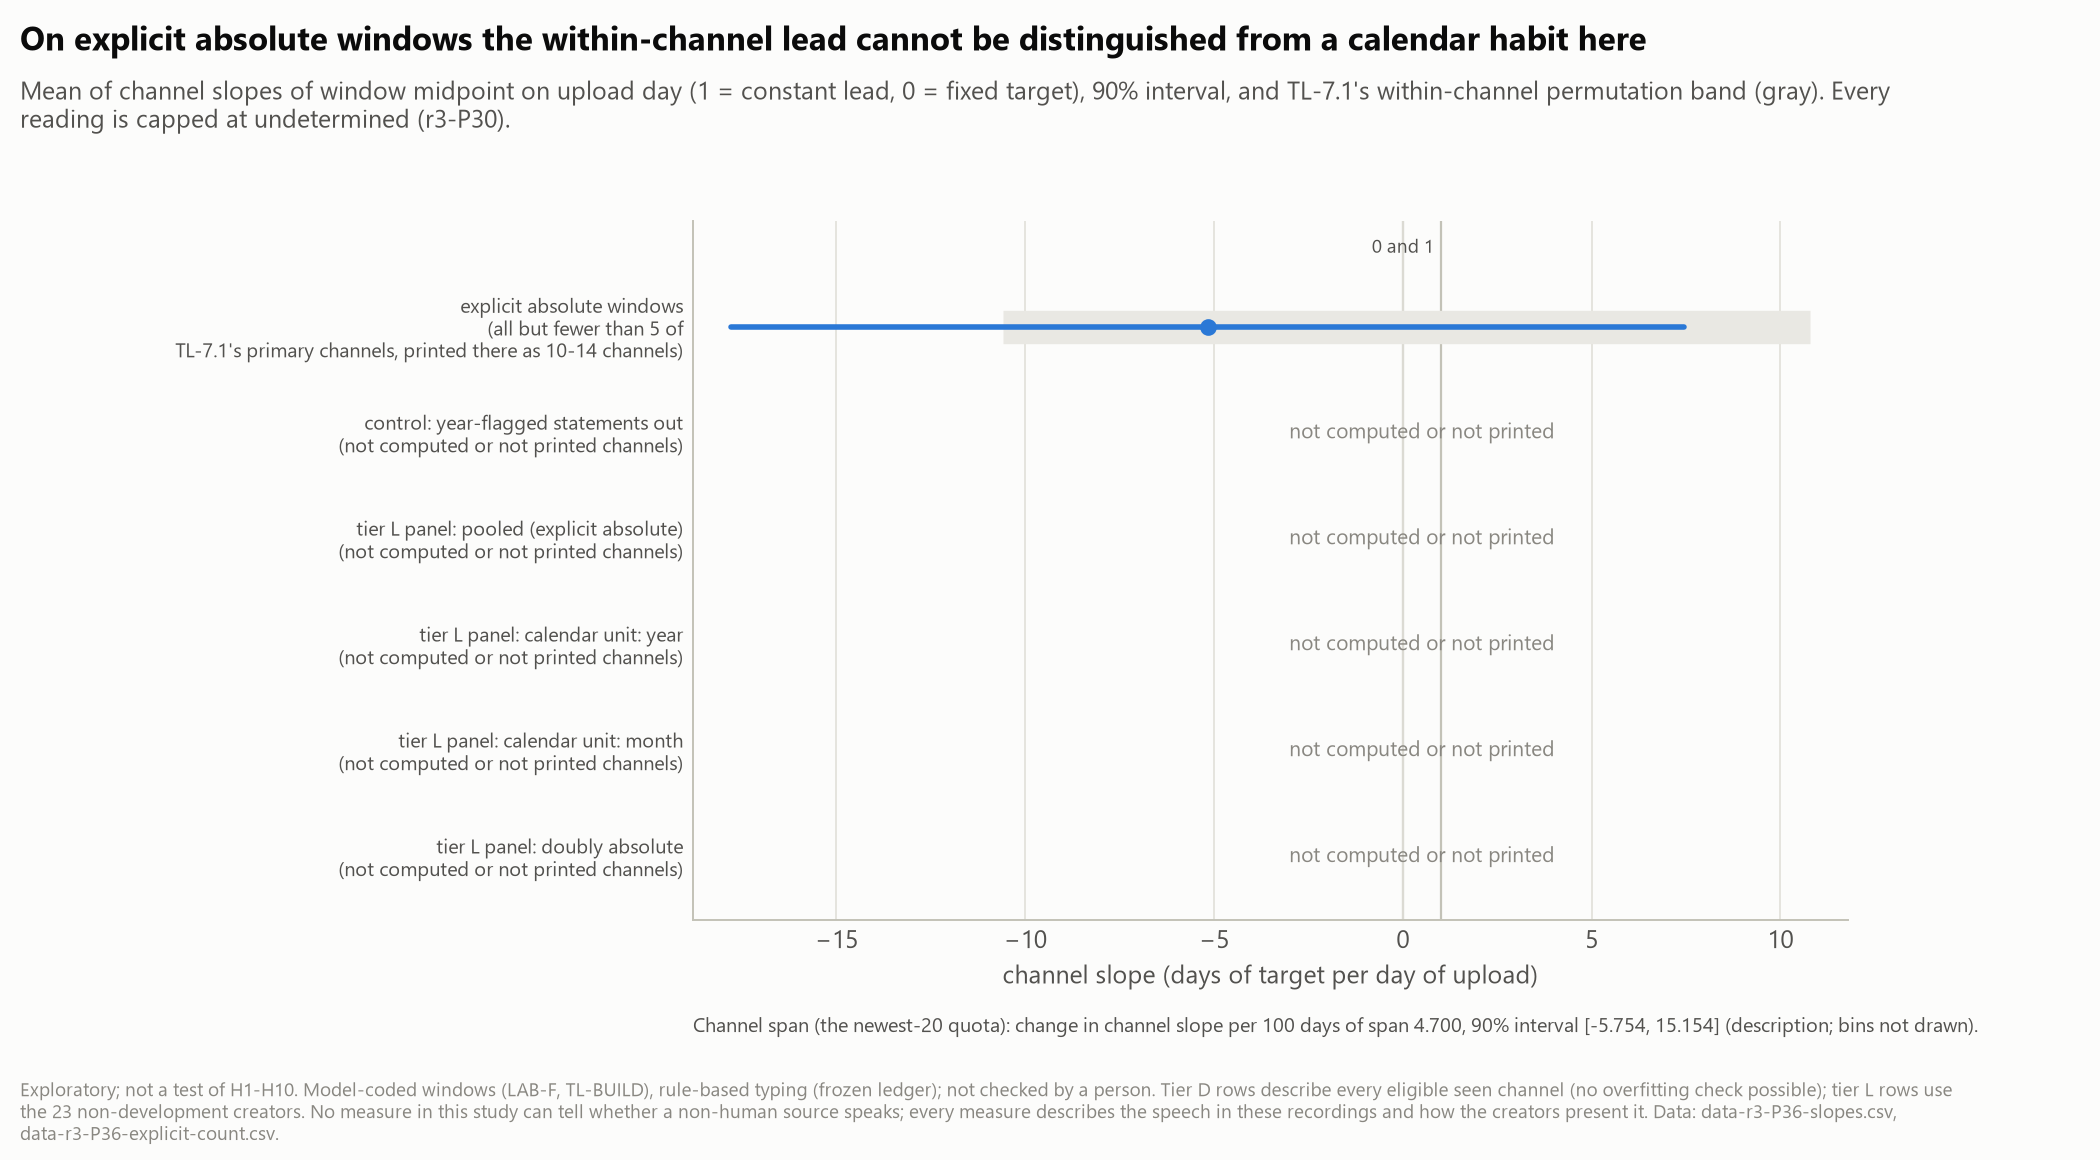 On explicit absolute windows the within-channel lead cannot be distinguished from a calendar habit here
Mean of channel slopes of window midpoint on upload day (1 = constant lead, 0 = fixed target), 90% interval, and TL-7.1's within-channel permutation band (gray). Every
reading is capped at undetermined (r3-P30).
0 and 1
explicit absolute windows
(all but fewer than 5 of
TL-7.1's primary channels, printed there as 10-14 channels)
control: year-flagged statements out
(not computed or not printed channels)
not computed or not printed
tier L panel: pooled (explicit absolute)
(not computed or not printed channels)
not computed or not printed
tier L panel: calendar unit: year
(not computed or not printed channels)
not computed or not printed
tier L panel: calendar unit: month
(not computed or not printed channels)
not computed or not printed
tier L panel: doubly absolute
(not computed or not printed channels)
not computed or not printed
−15 −10 −5 0 5 10
channel slope (days of target per day of upload)
Channel span (the newest-20 quota): change in channel slope per 100 days of span 4.700, 90% interval [-5.754, 15.154] (description; bins not drawn).
Exploratory; not a test of H1-H10. Model-coded windows (LAB-F, TL-BUILD), rule-based typing (frozen ledger); not checked by a person. Tier D rows describe every eligible seen channel (no overfitting check possible); tier L rows use
the 23 non-development creators. No measure in this study can tell whether a non-human source speaks; every measure describes the speech in these recordings and how the creators present it. Data: data-r3-P36-slopes.csv,
data-r3-P36-explicit-count.csv.